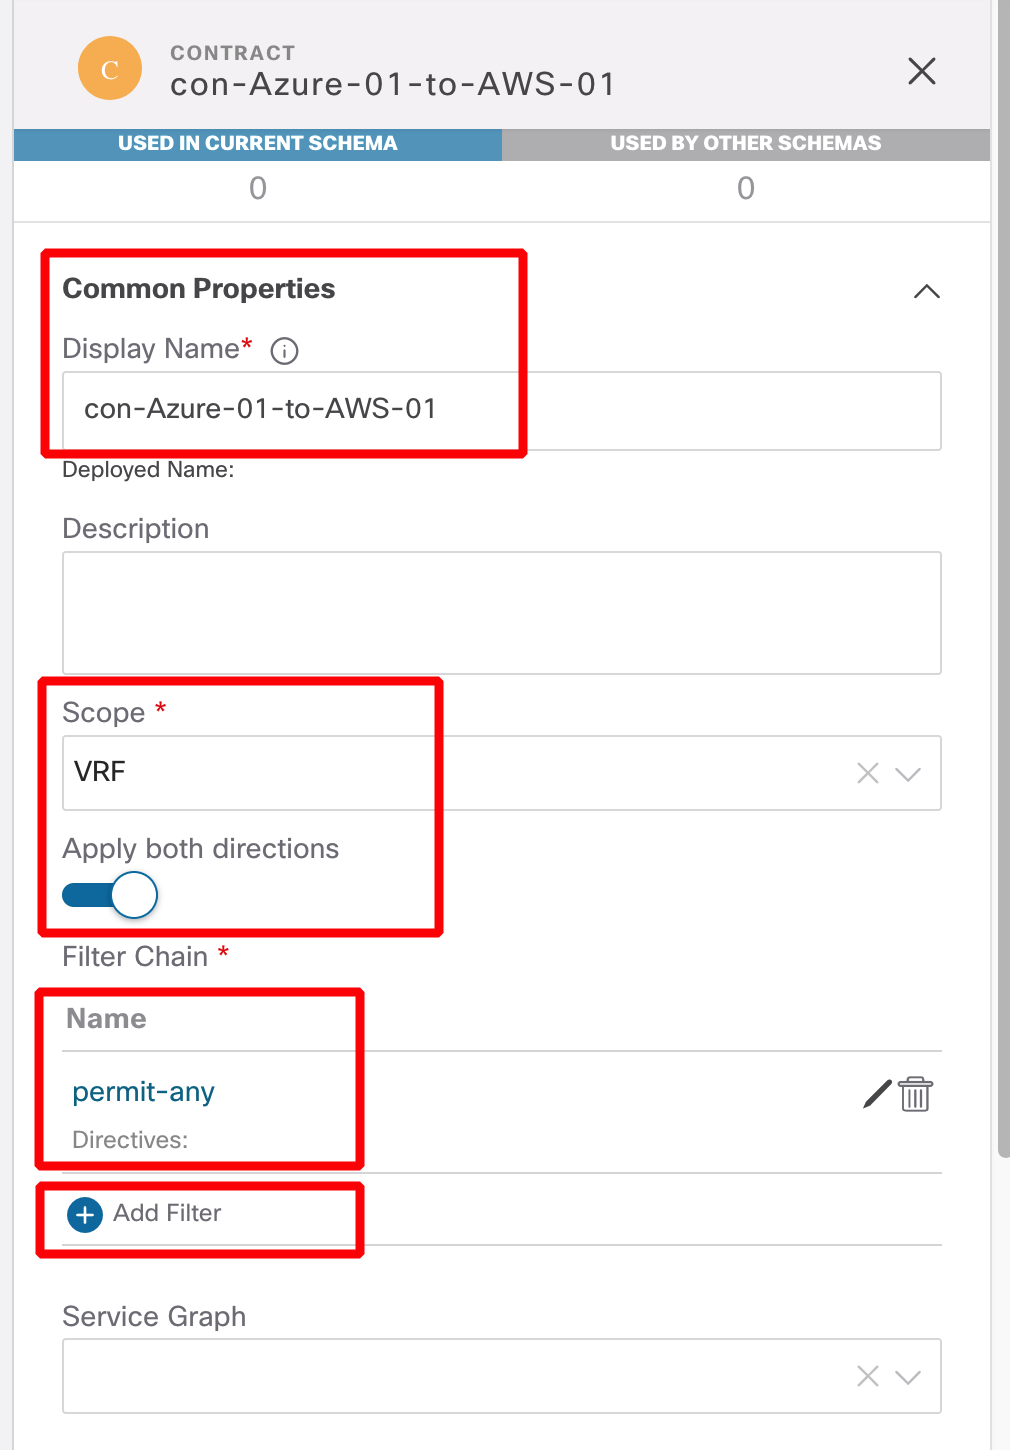 C
CONTRACT
con-Azure-01-to-AWS-01
USED IN CURRENT SCHEMA
USED BY OTHER SCHEMAS
0
0
Common Properties
Display Name*
con-Azure-01-to-AWS-01
Deployed Name:
Description
Scope *
VRF
Apply both directions
Filter Chain *
Name
permit-any
Directives:
Add Filter
Service Graph